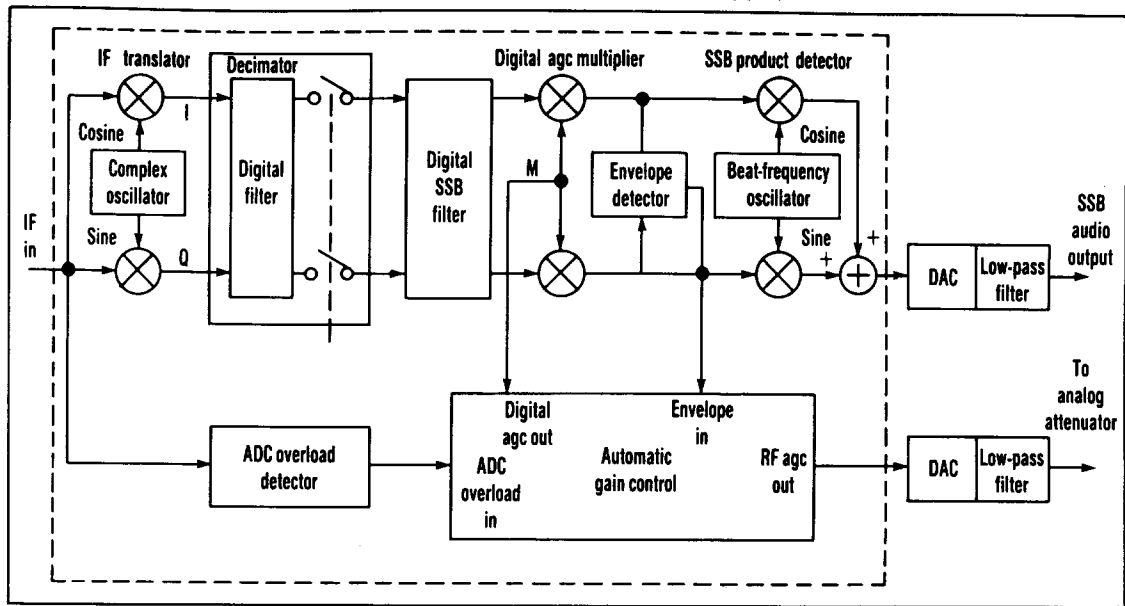 IF translator
Decimator
Digital agc multiplier
SSB product detector
I
Cosine
Cosine
Complex
oscillator
Digital
filter
Digital
SSB
filter
M
Envelope
detector
Beat-frequency
oscillator
IF
in
Sine
Q
Sine
+
+
+
SSB
audio
output
DAC
Low-pass
filter
To
analog
attenuator
Digital
agc out
Envelope
in
ADC overload
detector
ADC
overload
in
Automatic
gain control
RF agc
out
DAC
Low-pass
filter